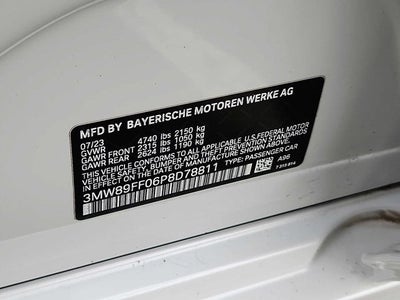 MFD BY BAYERISCHE MOTOREN WERKE AG
07/23
GVWR 4740 lbs 2150 kg
GAWR FRONT 2315 lbs 1050 kg
GAWR REAR 2624 lbs 1190 kg
THIS VEHICLE CONFORMS TO ALL APPLICABLE U.S. FEDERAL MOTOR
VEHICLE SAFETY, BUMPER AND THEFT PREVENTION STANDARDS
IN EFFECT ON THE DATE OF MANUFACTURE SHOWN ABOVE.
3MW89FF06P8D78811
TYPE: PASSENGER CAR
A96